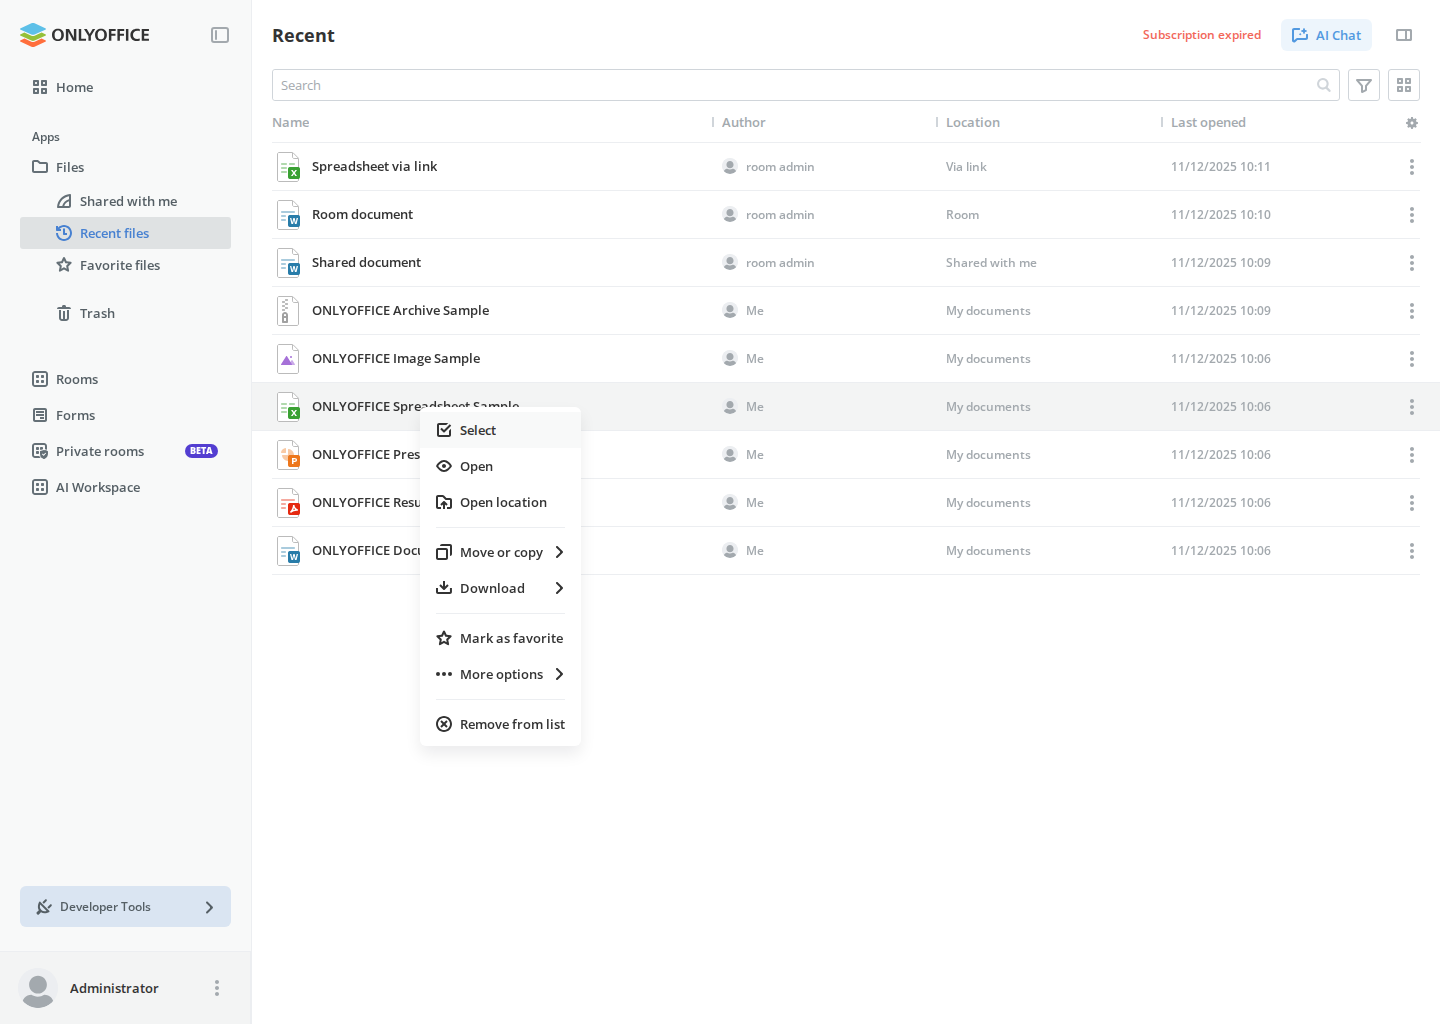 ONLYOFFICE
Home
Apps
Files
Shared with me
Recent files
Favorite files
Trash
Rooms
Forms
Private rooms BETA
AI Workspace
Developer Tools
Administrator
Recent
Subscription expired
AI Chat
Search
Name Author Location Last opened
Spreadsheet via link room admin Via link 11/12/2025 10:11
Room document room admin Room 11/12/2025 10:10
Shared document room admin Shared with me 11/12/2025 10:09
ONLYOFFICE Archive Sample Me My documents 11/12/2025 10:09
ONLYOFFICE Image Sample Me My documents 11/12/2025 10:06
ONLYOFFICE Spreadsheet Sample Me My documents 11/12/2025 10:06
ONLYOFFICE Pres Me My documents 11/12/2025 10:06
ONLYOFFICE Resu Me My documents 11/12/2025 10:06
ONLYOFFICE Docu Me My documents 11/12/2025 10:06
Select
Open
Open location
Move or copy
Download
Mark as favorite
More options
Remove from list